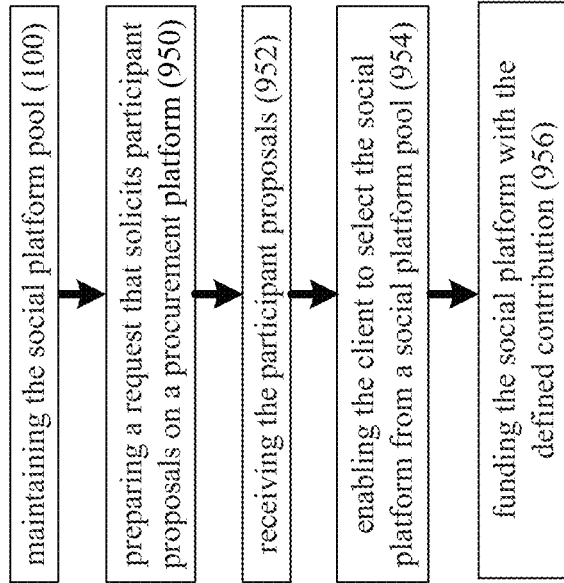 maintaining the social platform pool (100)
preparing a request that solicits participant
proposals on a procurement platform (950)
receiving the participant proposals (952)
enabling the client to select the social
platform from a social platform pool (954)
funding the social platform with the
defined contribution (956)